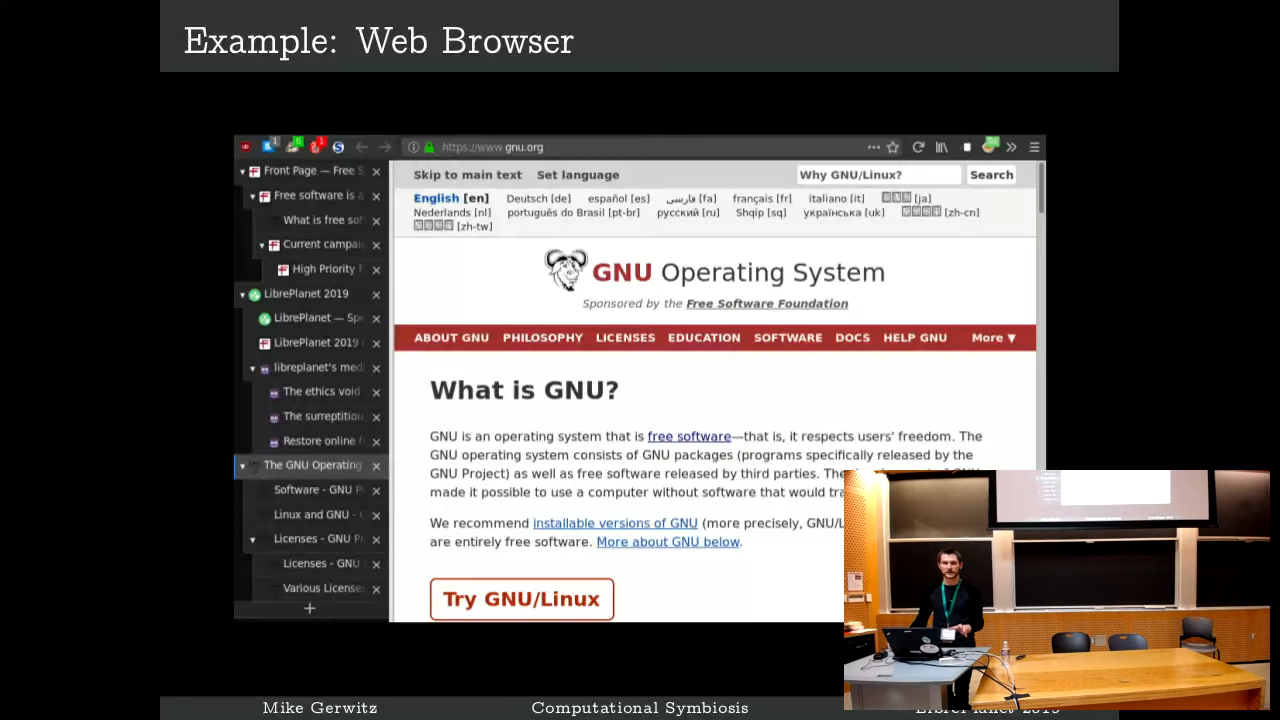 Example: Web Browser
https://www.gnu.org
Front Page — Free S
Free software is a
What is free sof
Current campai
High Priority
LibrePlanet 2019
LibrePlanet — Spe
LibrePlanet 2019
libreplanet's med
The ethics void
The surreptitiou
Restore online f
The GNU Operating
Software - GNU
Linux and GNU -
Licenses - GNU Pr
Licenses - GNU
Various License
+
Skip to main text Set language
Why GNU/Linux? Search
English [en] Deutsch [de] español [es] فارسی [fa] français [fr] italiano [it] [ja]
Nederlands [nl] português do Brasil [pt-br] русский [ru] Shqip [sq] українська [uk] [zh-cn]
[zh-tw]
GNU Operating System
Sponsored by the Free Software Foundation
ABOUT GNU PHILOSOPHY LICENSES EDUCATION SOFTWARE DOCS HELP GNU More ▼
What is GNU?
GNU is an operating system that is free software—that is, it respects users' freedom. The
GNU operating system consists of GNU packages (programs specifically released by the
GNU Project) as well as free software released by third parties. The
made it possible to use a computer without software that would tra
We recommend installable versions of GNU (more precisely, GNU/L
are entirely free software. More about GNU below.
Try GNU/Linux
Mike Gerwitz Computational Symbiosis LibrePlanet 2019